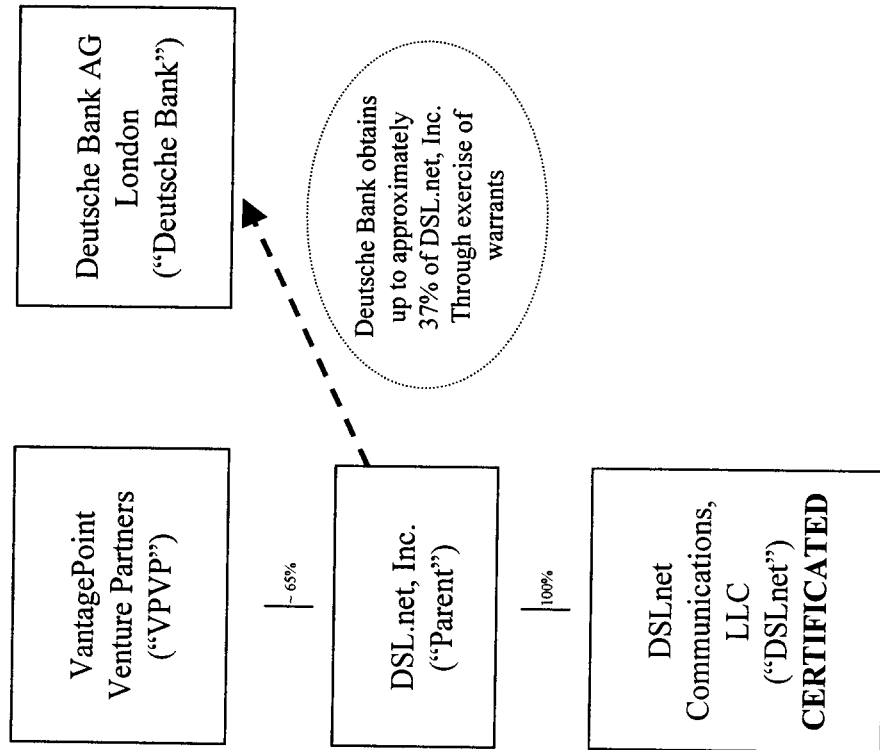 VantagePoint
Venture Partners
("VPVP")
Deutsche Bank AG
London
("Deutsche Bank")
~ 65%
DSL.net, Inc.
("Parent")
Deutsche Bank obtains
up to approximately
37% of DSL.net, Inc.
Through exercise of
warrants
100%
DSLnet
Communications,
LLC
("DSLnet")
CERTIFICATED